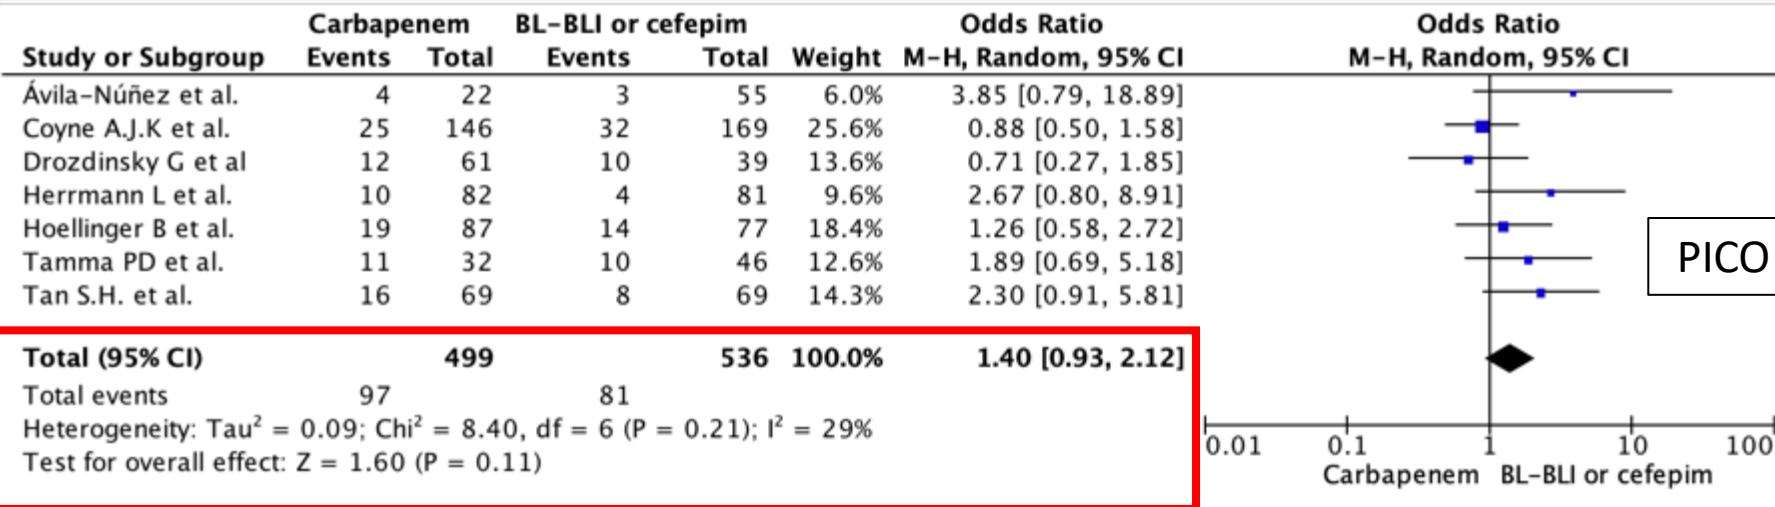 Carbapenem BL-BLI or cefepim Odds Ratio Odds Ratio
Study or Subgroup Events Total Events Total Weight M-H, Random, 95% CI M-H, Random, 95% CI
Ávila-Núñez et al. 4 22 3 55 6.0% 3.85 [0.79, 18.89]
Coyne A.J.K et al. 25 146 32 169 25.6% 0.88 [0.50, 1.58]
Drozdinsky G et al 12 61 10 39 13.6% 0.71 [0.27, 1.85]
Herrmann L et al. 10 82 4 81 9.6% 2.67 [0.80, 8.91]
Hoellinger B et al. 19 87 14 77 18.4% 1.26 [0.58, 2.72]
Tamma PD et al. 11 32 10 46 12.6% 1.89 [0.69, 5.18]
PICO
Tan S.H. et al. 16 69 8 69 14.3% 2.30 [0.91, 5.81]
Total (95% CI) 499 536 100.0% 1.40 [0.93, 2.12]
Total events 97 81
Heterogeneity: Tau² = 0.09; Chi² = 8.40, df = 6 (P = 0.21); I² = 29%
Test for overall effect: Z = 1.60 (P = 0.11)
0.01 0.1 1 10 100
Carbapenem BL-BLI or cefepim